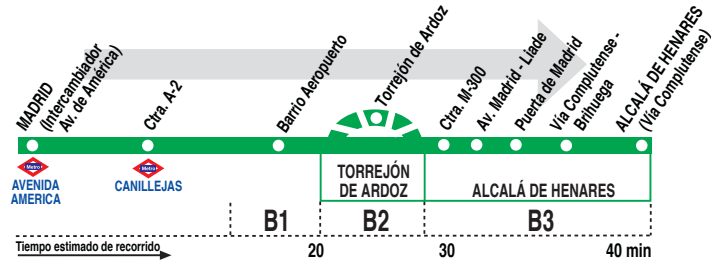 MADRID
(Intercambiador
Av. de América)
Ctra. A-2
Barrio Aeropuerto
Torrejón de Ardoz
Ctra. M-300
Av. Madrid - Liade
Puerta de Madrid
Vía Complutense -
Brihuega
ALCALÁ DE HENARES
(Vía Complutense)
Metro
AVENIDA
AMERICA
Metro
CANILLEJAS
TORREJÓN
DE ARDOZ
ALCALÁ DE HENARES
B1
B2
B3
Tiempo estimado de recorrido
20
30
40 min